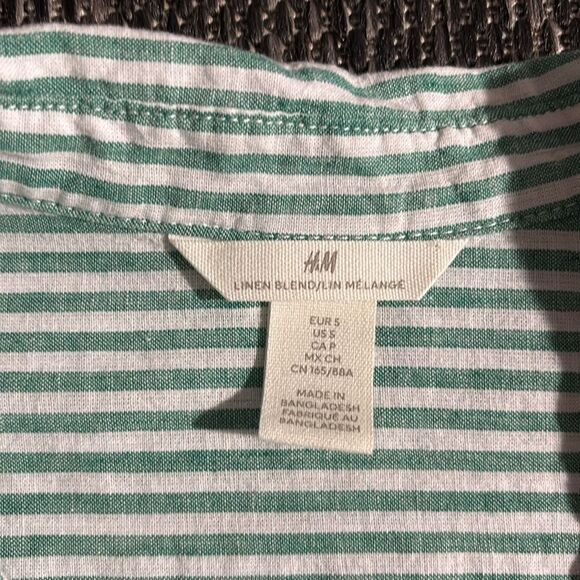 H&M
LINEN BLEND/LIN MÉLANGÉ
EUR S
US S
CA P
MX CH
CN 165/88A
MADE IN
BANGLADESH
FABRIQUÉ AU
BANGLADESH